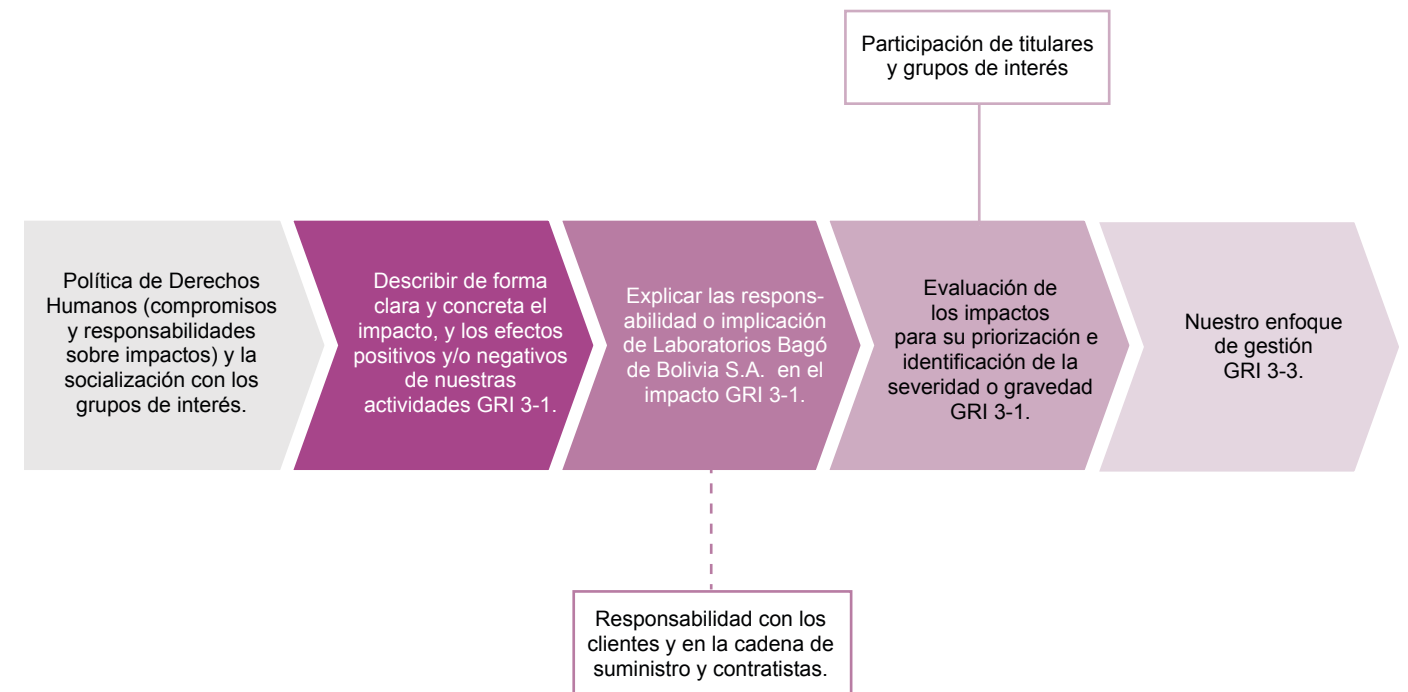 Participación de titulares
y grupos de interés
Política de Derechos
Humanos (compromisos
y responsabilidades
sobre impactos) y la
socialización con los
grupos de interés.
Describir de forma
clara y concreta el
impacto, y los efectos
positivos y/o negativos
de nuestras
actividades GRI 3-1.
Explicar las respons-
abilidad o implicación
de Laboratorios Bagó
de Bolivia S.A. en el
impacto GRI 3-1.
Evaluación de
los impactos
para su priorización e
identificación de la
severidad o gravedad
GRI 3-1.
Nuestro enfoque
de gestión
GRI 3-3.
Responsabilidad con los
clientes y en la cadena de
suministro y contratistas.